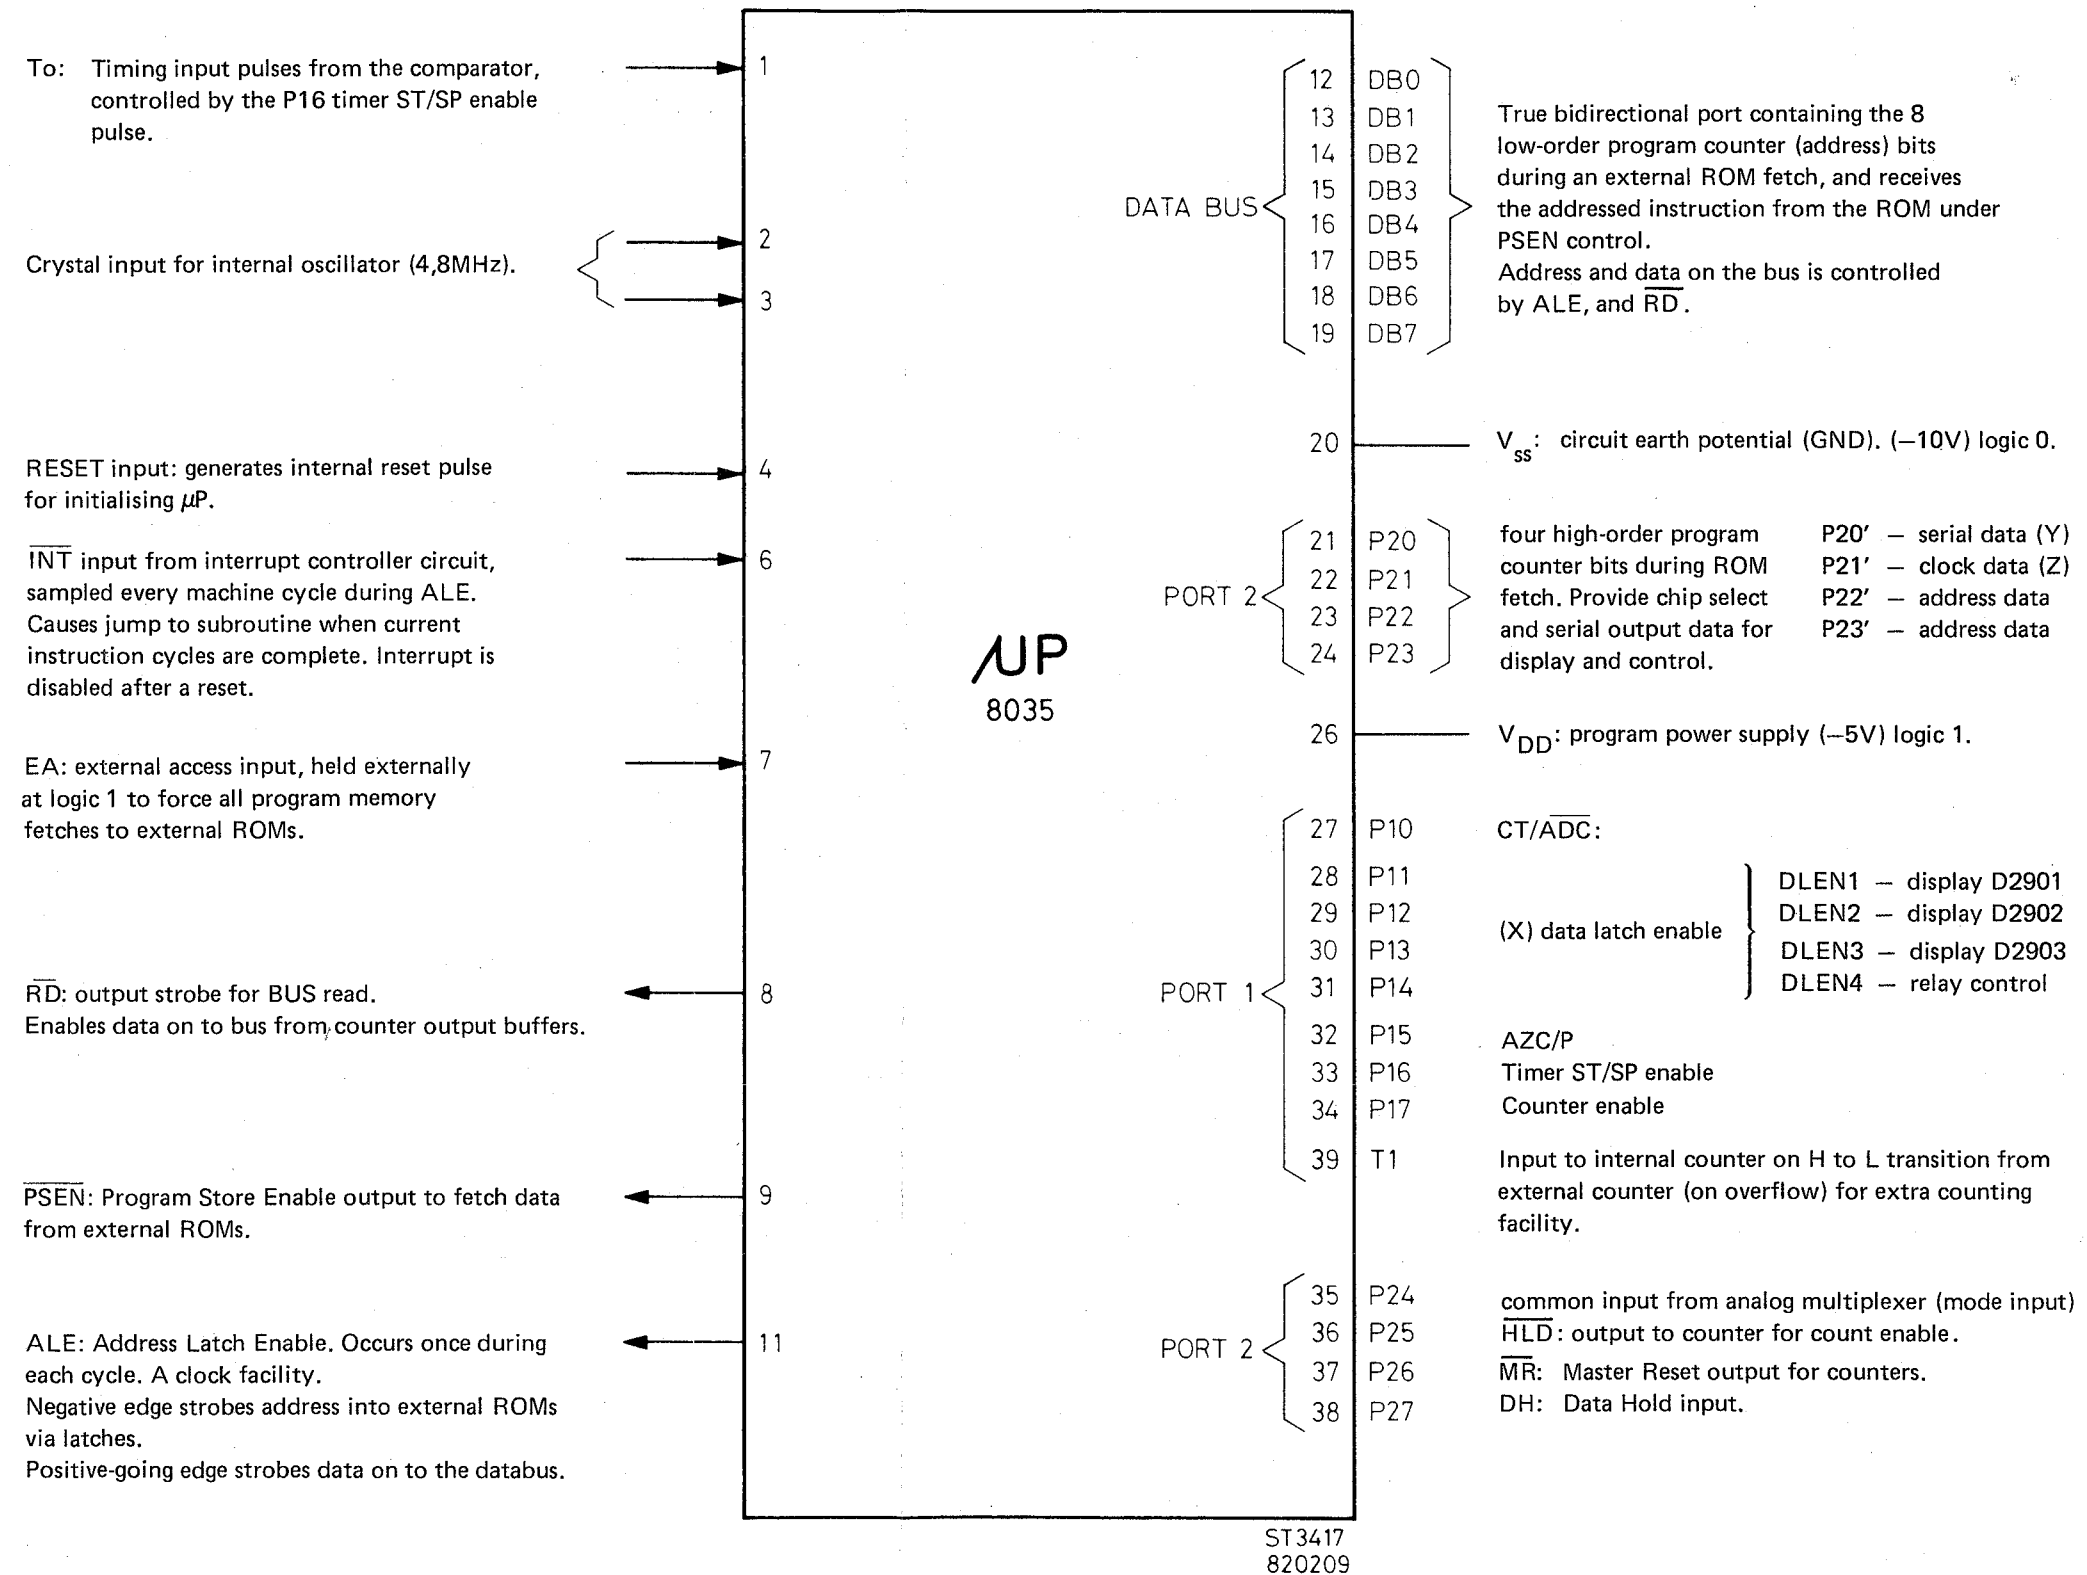 To: Timing input pulses from the comparator,
controlled by the P16 timer ST/SP enable
pulse.
1
Crystal input for internal oscillator (4,8MHz).
2
3
RESET input: generates internal reset pulse
for initialising µP.
4
I̅N̅T̅ input from interrupt controller circuit,
sampled every machine cycle during ALE.
Causes jump to subroutine when current
instruction cycles are complete. Interrupt is
disabled after a reset.
6
EA: external access input, held externally
at logic 1 to force all program memory
fetches to external ROMs.
7
R̅D̅: output strobe for BUS read.
Enables data on to bus from counter output buffers.
8
P̅S̅E̅N̅: Program Store Enable output to fetch data
from external ROMs.
9
ALE: Address Latch Enable. Occurs once during
each cycle. A clock facility.
Negative edge strobes address into external ROMs
via latches.
Positive-going edge strobes data on to the databus.
11
µP
8035
DATA BUS
12 DB0
13 DB1
14 DB2
15 DB3
16 DB4
17 DB5
18 DB6
19 DB7
True bidirectional port containing the 8
low-order program counter (address) bits
during an external ROM fetch, and receives
the addressed instruction from the ROM under
PSEN control.
Address and data on the bus is controlled
by ALE, and R̅D̅.
20 Vss: circuit earth potential (GND). (–10V) logic 0.
PORT 2
21 P20
22 P21
23 P22
24 P23
four high-order program
counter bits during ROM
fetch. Provide chip select
and serial output data for
display and control.
P20′ – serial data (Y)
P21′ – clock data (Z)
P22′ – address data
P23′ – address data
26 VDD: program power supply (–5V) logic 1.
PORT 1
27 P10 CT/A̅D̅C̅:
28 P11
29 P12
30 P13
31 P14
(X) data latch enable
DLEN1 – display D2901
DLEN2 – display D2902
DLEN3 – display D2903
DLEN4 – relay control
32 P15 AZC/P
33 P16 Timer ST/SP enable
34 P17 Counter enable
39 T1 Input to internal counter on H to L transition from
external counter (on overflow) for extra counting
facility.
PORT 2
35 P24 common input from analog multiplexer (mode input)
36 P25 H̅L̅D̅: output to counter for count enable.
37 P26 M̅R̅: Master Reset output for counters.
38 P27 DH: Data Hold input.
ST3417
820209